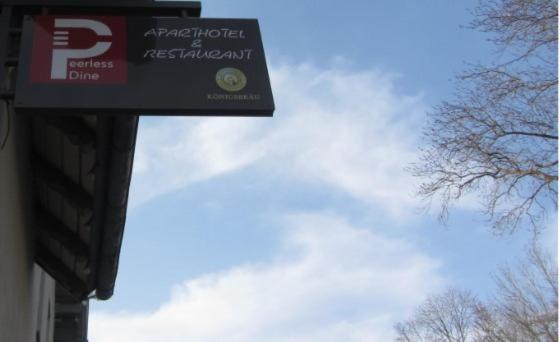 Peerless
Dine
APARTHOTEL
&
RESTAURANT
KÖNIGSBRÄU